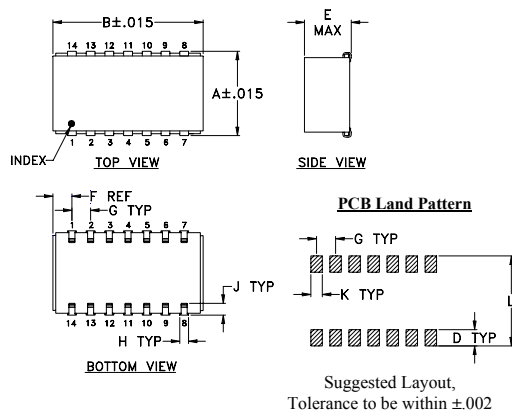 B±.015
E
MAX
14 13 12 11 10 9 8
A±.015
INDEX
1 2 3 4 5 6 7
TOP VIEW
SIDE VIEW
F REF
G TYP
1 2 3 4 5 6 7
J TYP
14 13 12 11 10 9 8
H TYP
BOTTOM VIEW
PCB Land Pattern
G TYP
K TYP
L
D TYP
Suggested Layout,
Tolerance to be within ±.002